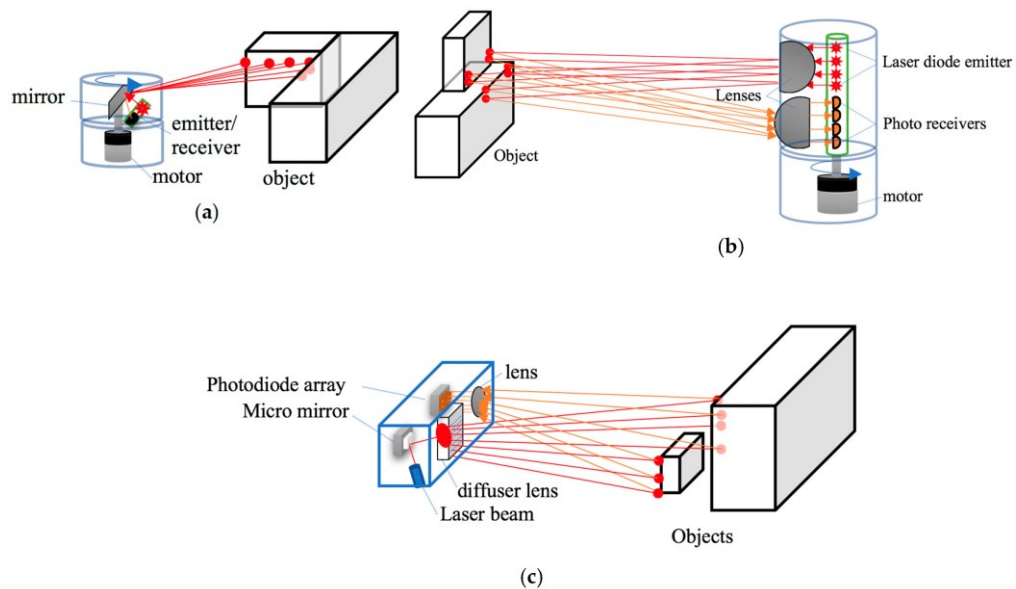 mirror
emitter/
receiver
motor
object
(a)
Lenses
Object
Laser diode emitter
Photo receivers
motor
(b)
Photodiode array
Micro mirror
lens
diffuser lens
Laser beam
Objects
(c)